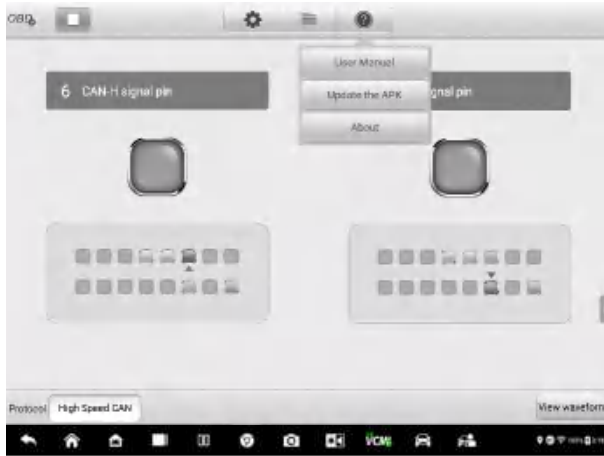 OBD
User Manual
6 CAN-H signal pin
Update the APK
gnal pin
About
Protocol
High Speed CAN
View waveform
VCMI